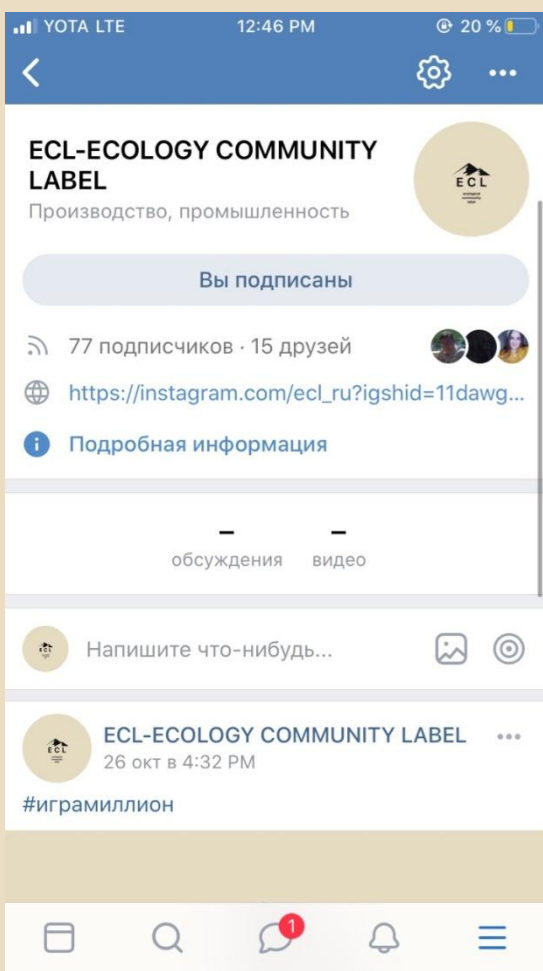 YOTA LTE 12:46 PM 20 %
ECL-ECOLOGY COMMUNITY
LABEL
ECL
Производство, промышленность
Вы подписаны
77 подписчиков · 15 друзей
https://instagram.com/ecl_ru?igshid=11dawg...
Подробная информация
– –
обсуждения видео
Напишите что-нибудь...
ECL-ECOLOGY COMMUNITY LABEL
ECL
26 окт в 4:32 PM
#играмиллион
1